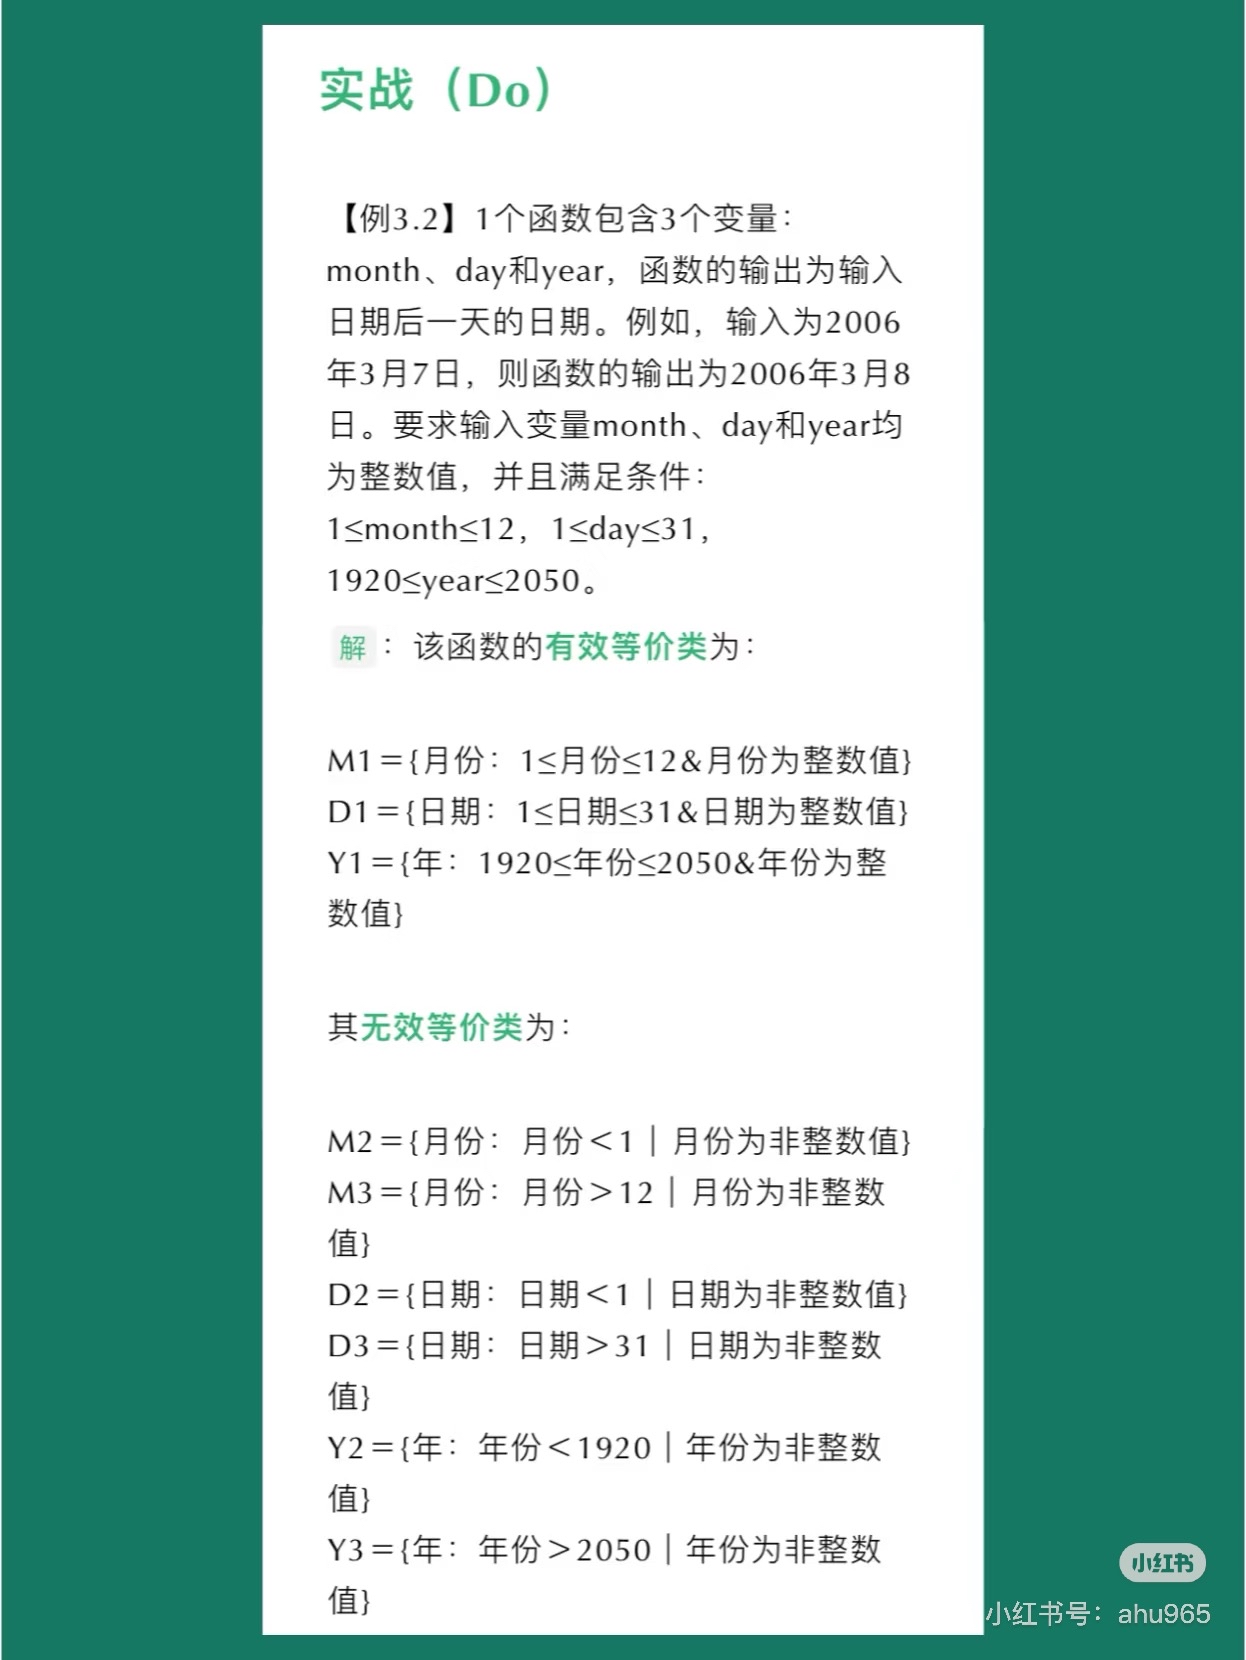 实战（Do）
【例3.2】1个函数包含3个变量：
month、day和year，函数的输出为输入
日期后一天的日期。例如，输入为2006
年3月7日，则函数的输出为2006年3月8
日。要求输入变量month、day和year均
为整数值，并且满足条件：
1≤month≤12，1≤day≤31，
1920≤year≤2050。
解：该函数的有效等价类为：
M1＝{月份：1≤月份≤12&月份为整数值}
D1＝{日期：1≤日期≤31&日期为整数值}
Y1＝{年：1920≤年份≤2050&年份为整
数值}
其无效等价类为：
M2＝{月份：月份＜1｜月份为非整数值}
M3＝{月份：月份＞12｜月份为非整数
值}
D2＝{日期：日期＜1｜日期为非整数值}
D3＝{日期：日期＞31｜日期为非整数
值}
Y2＝{年：年份＜1920｜年份为非整数
值}
Y3＝{年：年份＞2050｜年份为非整数
值}
小红书
小红书号：ahu965